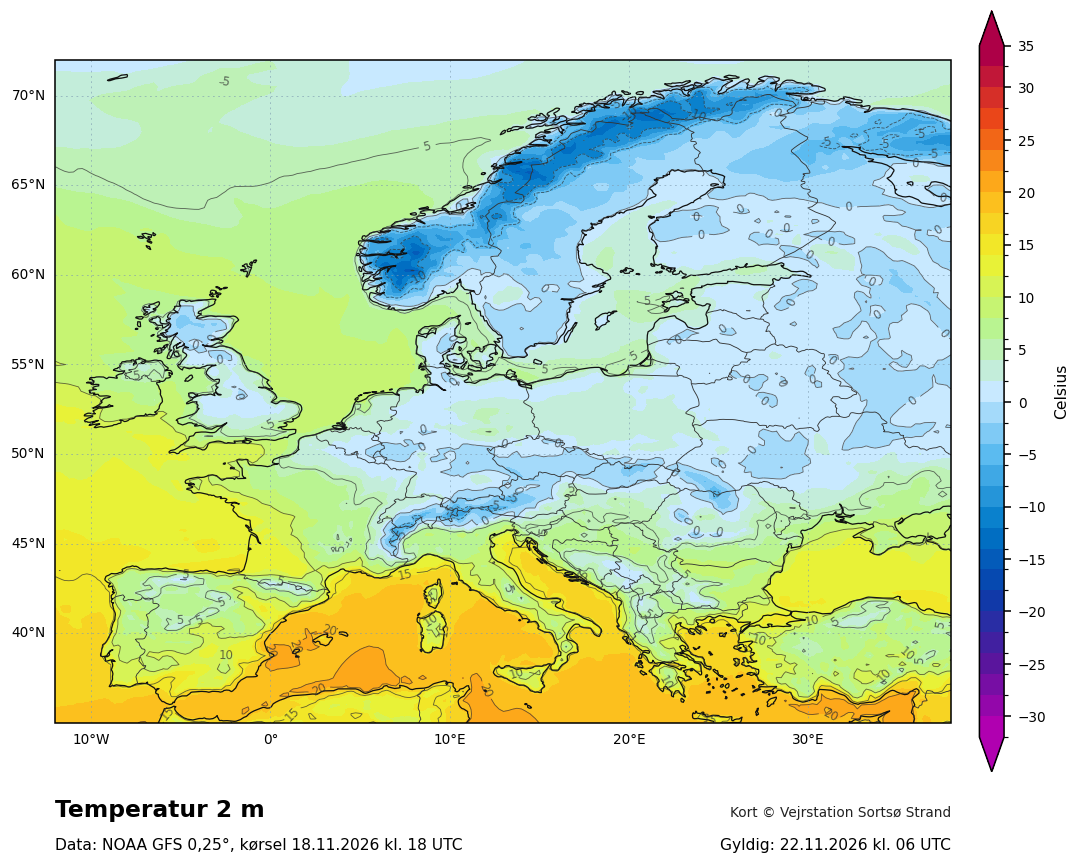 70°N
65°N
60°N
55°N
50°N
45°N
40°N
10°W
0°
10°E
20°E
30°E
35
30
25
20
15
10
5
0
−5
−10
−15
−20
−25
−30
Celsius
Temperatur 2 m
Kort © Vejrstation Sortsø Strand
Data: NOAA GFS 0,25°, kørsel 18.11.2026 kl. 18 UTC
Gyldig: 22.11.2026 kl. 06 UTC